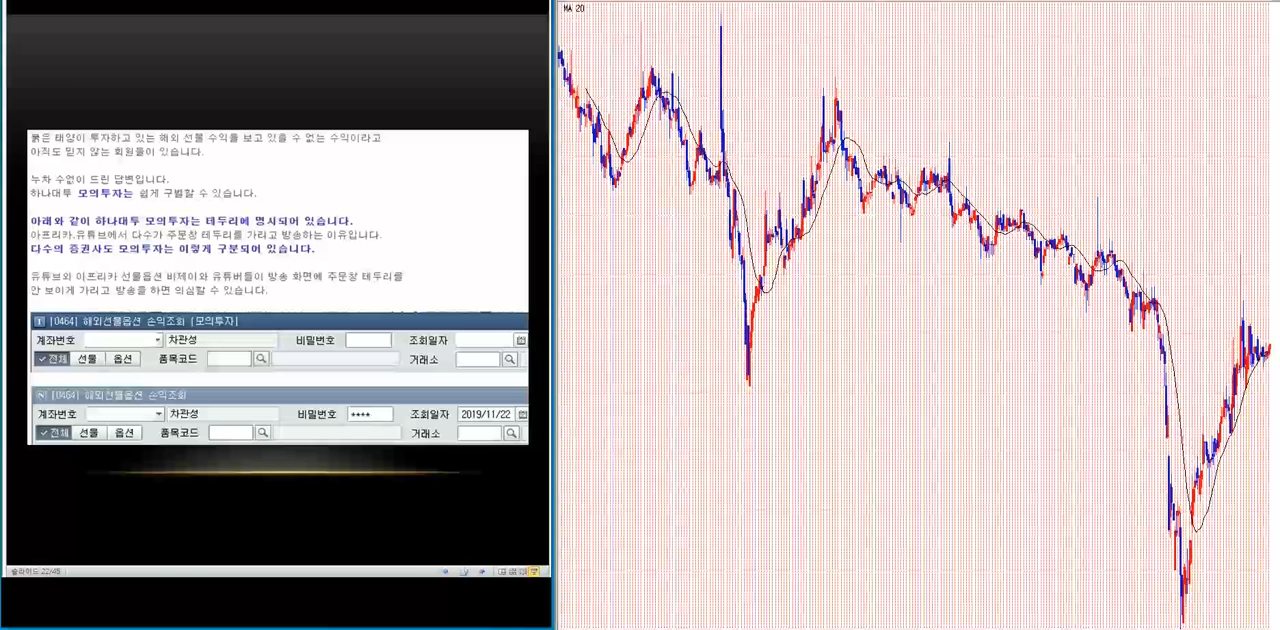 붉은 태양이 투자하고 있는 해외 선물 수익을 보고 있을 수 없는 수익이라고
아직도 믿지 않는 회원들이 있습니다.
누차 수없이 드린 답변입니다.
하나대투 모의투자는 쉽게 구별할 수 있습니다.
아래와 같이 하나대투 모의투자는 테두리에 명시되어 있습니다.
아프리카.유튜브에서 다수가 주문창 테두리를 가리고 방송하는 이유입니다.
다수의 증권사도 모의투자는 이렇게 구분되어 있습니다.
유튜브와 아프리카 선물옵션 비제이와 유튜버들이 방송 화면에 주문창 테두리를
안 보이게 가리고 방송을 하면 의심할 수 있습니다.
[0464] 해외선물옵션 손익조회 [모의투자]
계좌번호 차관성 비밀번호 조회일자
전체 선물 옵션 품목코드 거래소
[0464] 해외선물옵션 손익조회
계좌번호 차관성 비밀번호 **** 조회일자 2019/11/22
전체 선물 옵션 품목코드 거래소
슬라이드 22/45
MA 20